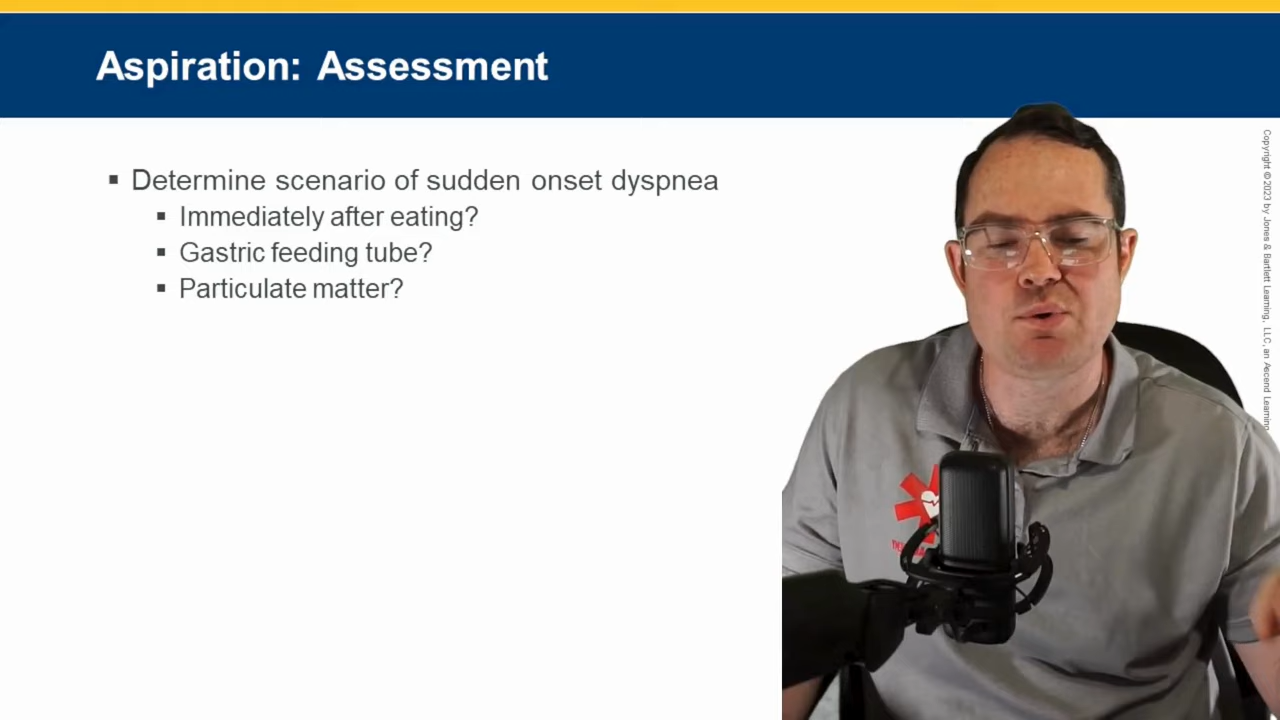 Aspiration: Assessment
Determine scenario of sudden onset dyspnea
Immediately after eating?
Gastric feeding tube?
Particulate matter?
Copyright © 2023 by Jones & Bartlett Learning, LLC, an Ascend Learning